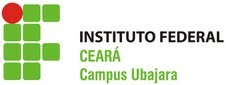 INSTITUTO FEDERAL
CEARÁ
Campus Ubajara